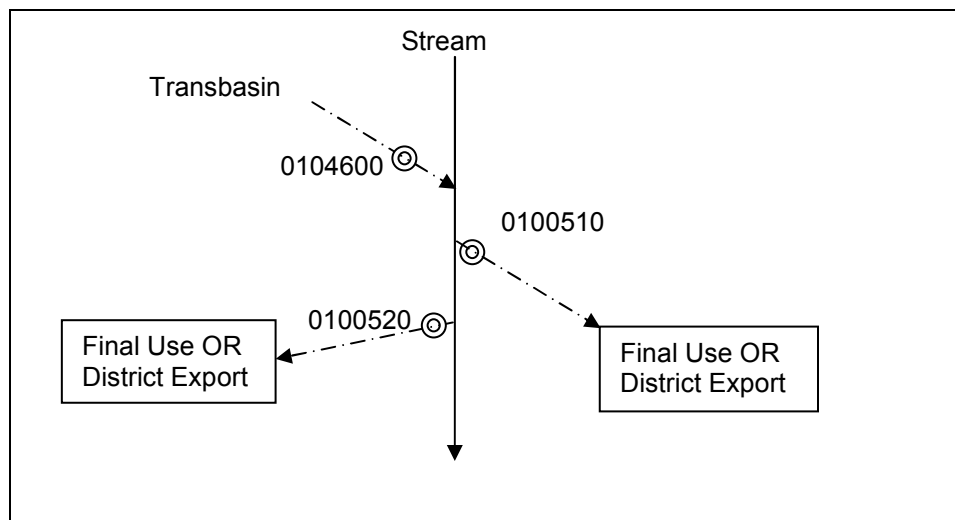 Stream
Transbasin
0104600
0100510
0100520
Final Use OR
District Export
Final Use OR
District Export